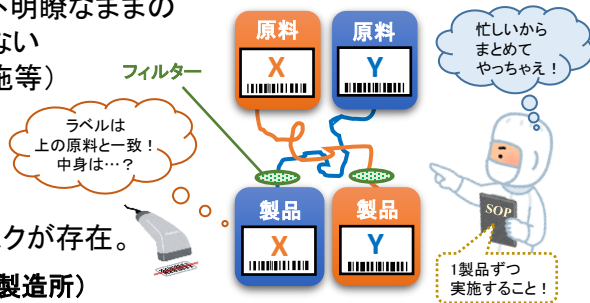 不明瞭なままの
ない
施等）
フィルター
原料
X
原料
Y
忙しいから
まとめて
やっちゃえ！
ラベルは
上の原料と一致！
中身は…？
製品
X
製品
Y
SOP
クが存在。
製造所）
1製品ずつ
実施すること！